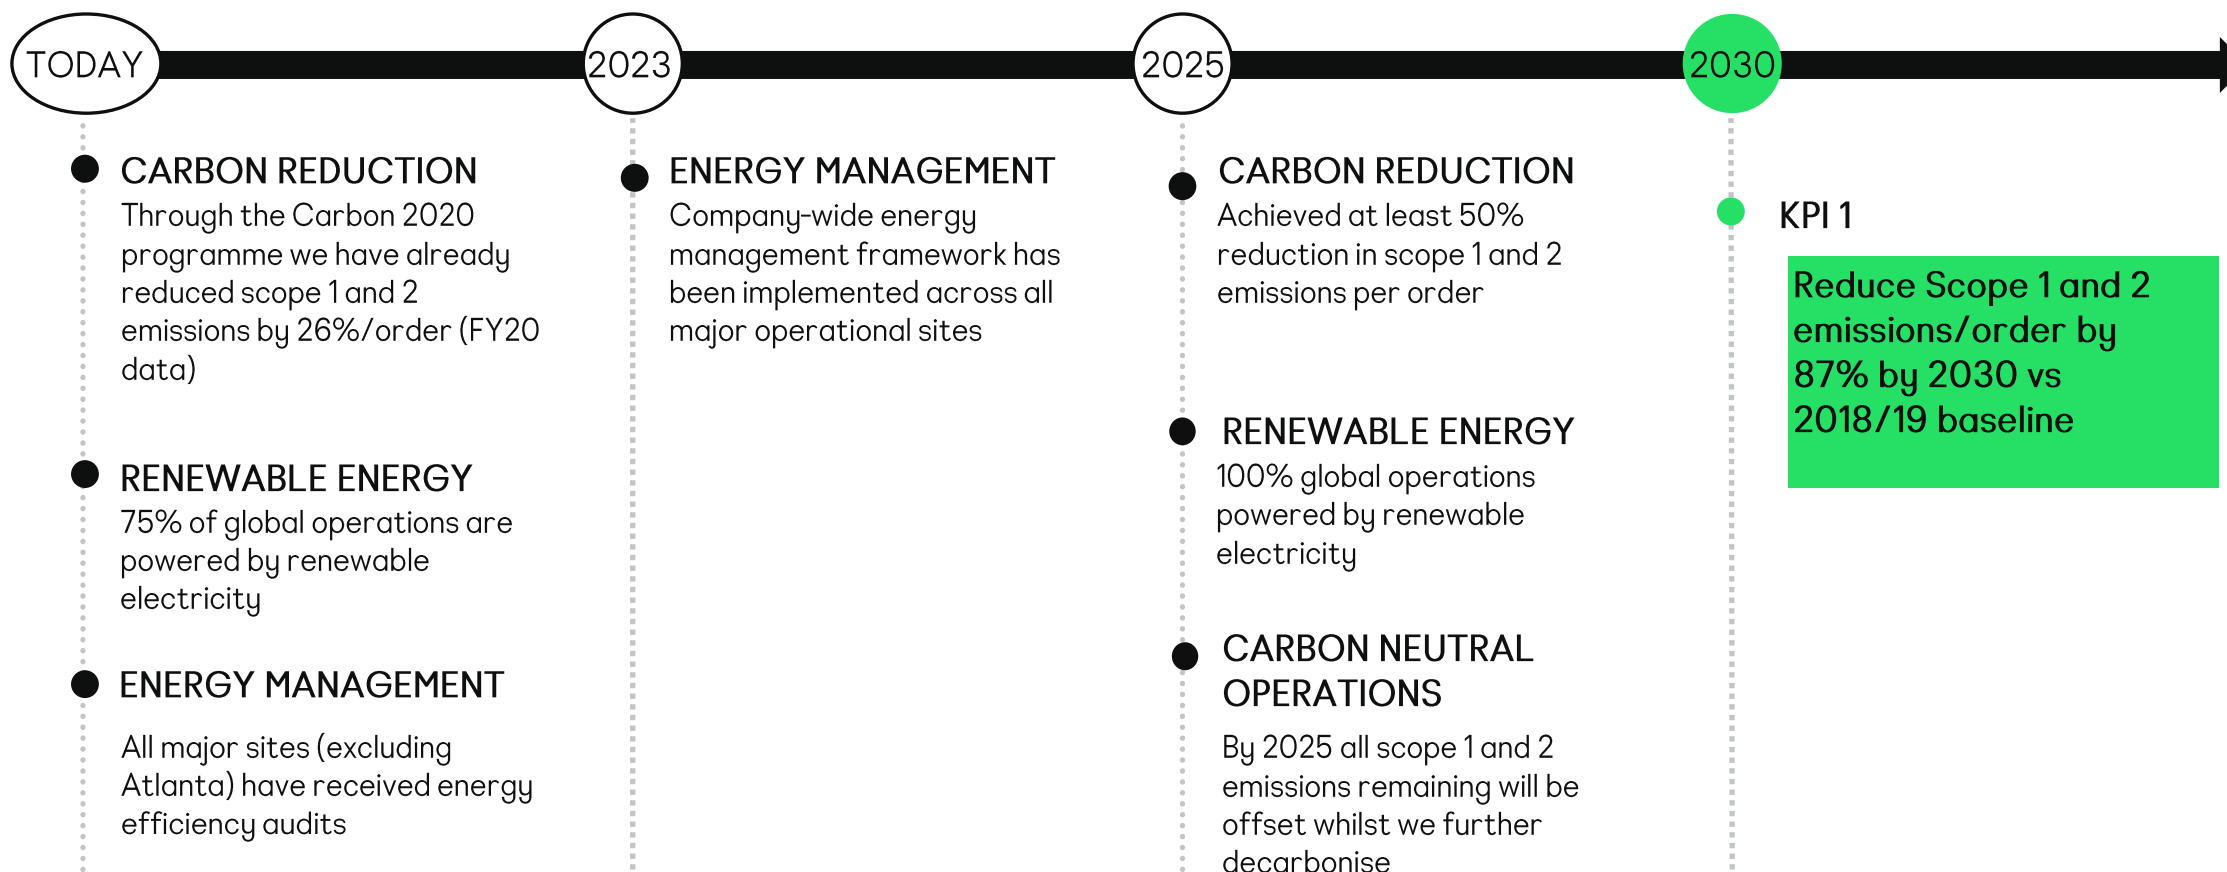 TODAY
2023
2025
2030
CARBON REDUCTION
Through the Carbon 2020
programme we have already
reduced scope 1 and 2
emissions by 26%/order (FY20
data)
RENEWABLE ENERGY
75% of global operations are
powered by renewable
electricity
ENERGY MANAGEMENT
All major sites (excluding
Atlanta) have received energy
efficiency audits
ENERGY MANAGEMENT
Company-wide energy
management framework has
been implemented across all
major operational sites
CARBON REDUCTION
Achieved at least 50%
reduction in scope 1 and 2
emissions per order
RENEWABLE ENERGY
100% global operations
powered by renewable
electricity
CARBON NEUTRAL
OPERATIONS
By 2025 all scope 1 and 2
emissions remaining will be
offset whilst we further
decarbonise
KPI 1
Reduce Scope 1 and 2
emissions/order by
87% by 2030 vs
2018/19 baseline